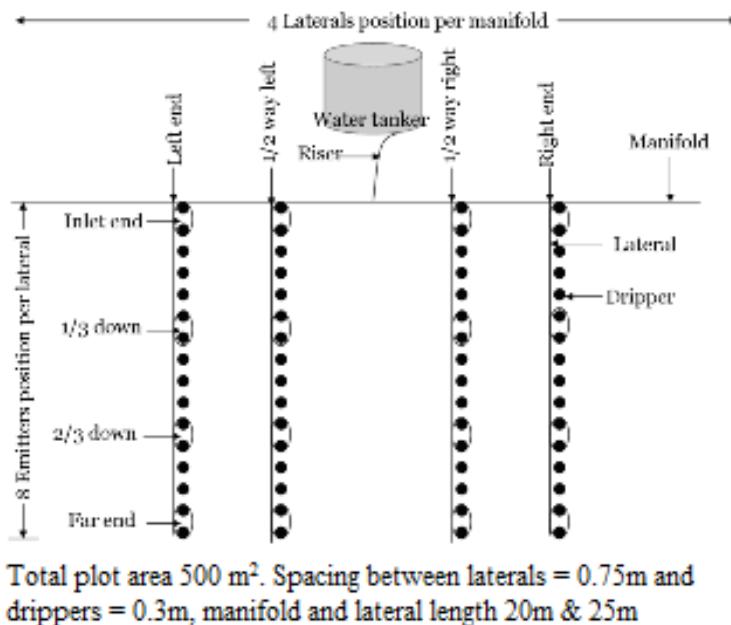 4 Laterals position per manifold
Left end
1/2 way left
Water tanker
Riser
1/2 way right
Right end
Manifold
Inlet end
Lateral
Dripper
1/3 down
2/3 down
Far end
8 Emitters position per lateral
Total plot area 500 m². Spacing between laterals = 0.75m and
drippers = 0.3m, manifold and lateral length 20m & 25m